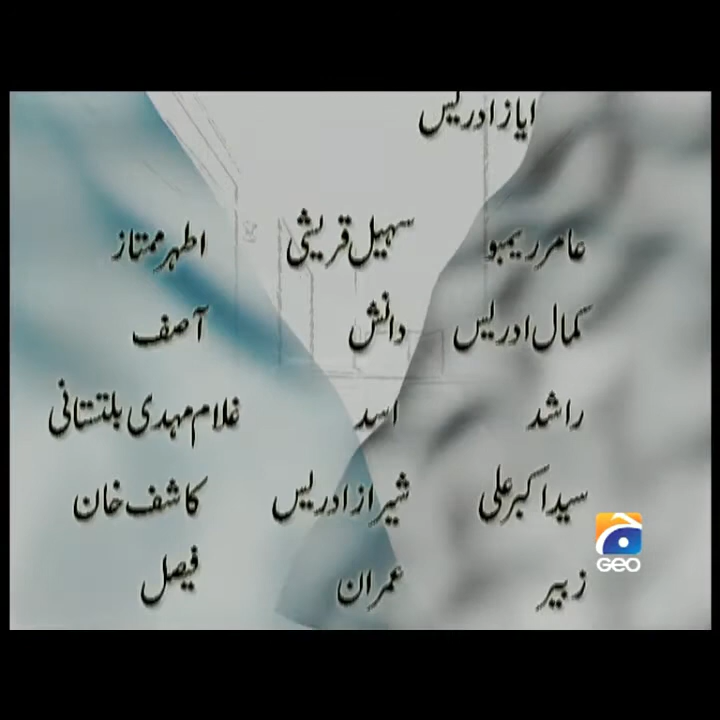 ایاز ادریس
عامر ریمبو سہیل قریشی اطہر ممتاز
کمال ادریس دانش آصف
راشد اسد غلام مہدی بلتستانی
سید اکبر علی شیراز ادریس کاشف خان
زبیر عمران فیصل
GEO